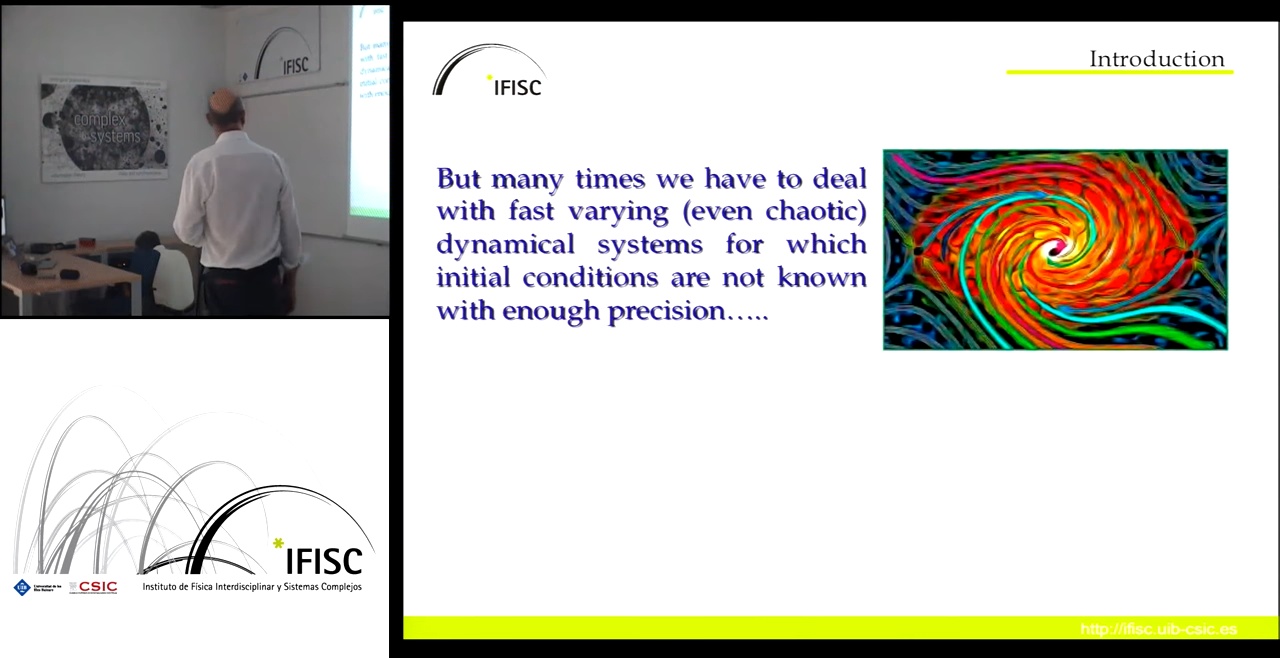 complex
systems
IFISC
IFISC
Introduction
But many times we have to deal
with fast varying (even chaotic)
dynamical systems for which
initial conditions are not known
with enough precision…..
IFISC
UIB
CSIC
Instituto de Física Interdisciplinar y Sistemas Complejos
http://ifisc.uib-csic.es